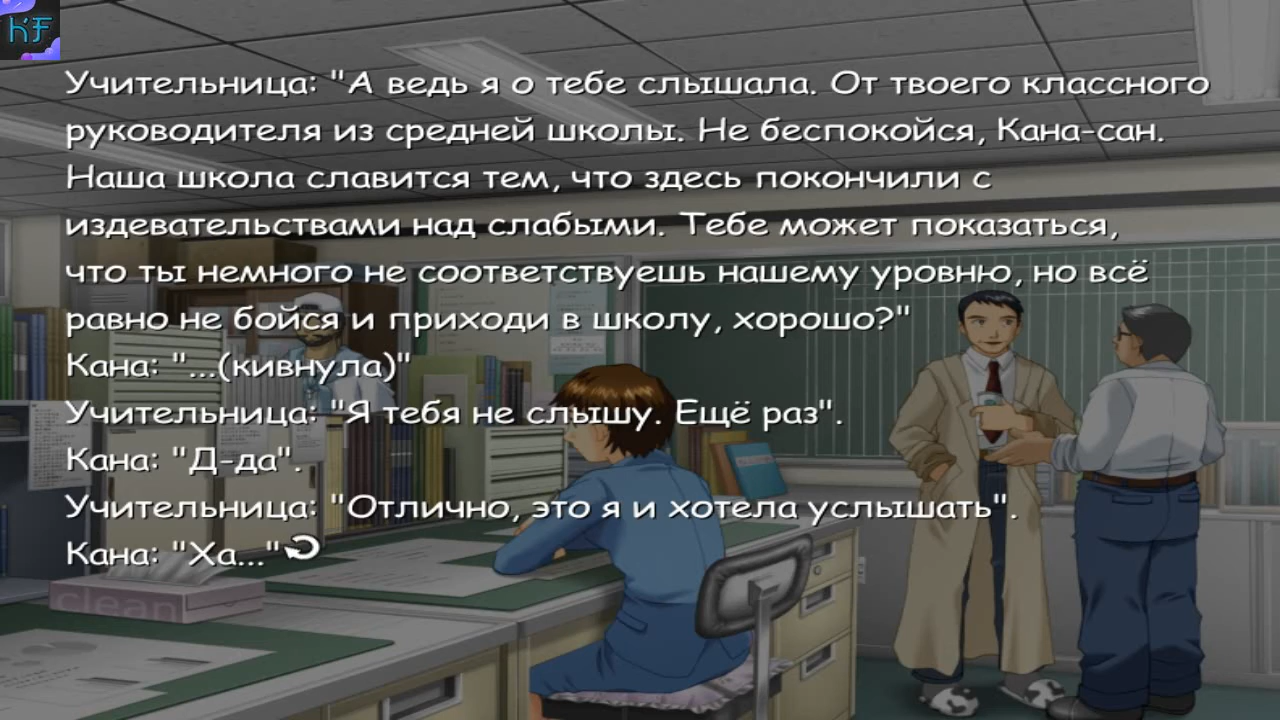 KF
Учительница: "А ведь я о тебе слышала. От твоего классного
руководителя из средней школы. Не беспокойся, Кана-сан.
Наша школа славится тем, что здесь покончили с
издевательствами над слабыми. Тебе может показаться,
что ты немного не соответствуешь нашему уровню, но всё
равно не бойся и приходи в школу, хорошо?"
Кана: "...(кивнула)"
Учительница: "Я тебя не слышу. Ещё раз".
Кана: "Д-да".
Учительница: "Отлично, это я и хотела услышать".
Кана: "Ха..."
clean